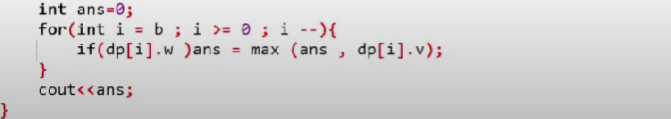 int ans=0;
for(int i = b ; i >= 0 ; i --){
if(dp[i].w )ans = max (ans , dp[i].v);
}
cout<<ans;
}